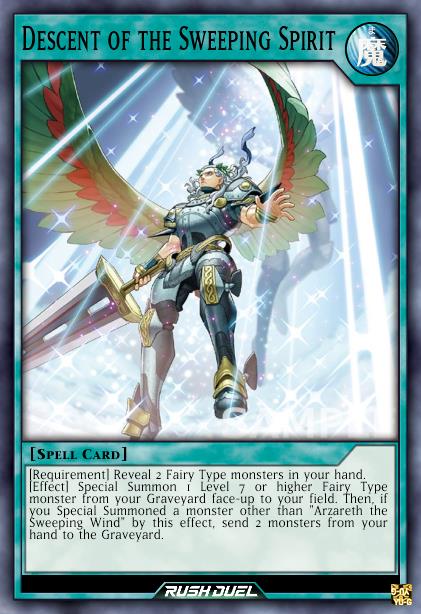 DESCENT OF THE SWEEPING SPIRIT
ま
魔
[SPELL CARD]
[Requirement] Reveal 2 Fairy Type monsters in your hand.
[Effect] Special Summon 1 Level 7 or higher Fairy Type
monster from your Graveyard face-up to your field. Then, if
you Special Summoned a monster other than "Arzareth the
Sweeping Wind" by this effect, send 2 monsters from your
hand to the Graveyard.
RUSH DUEL